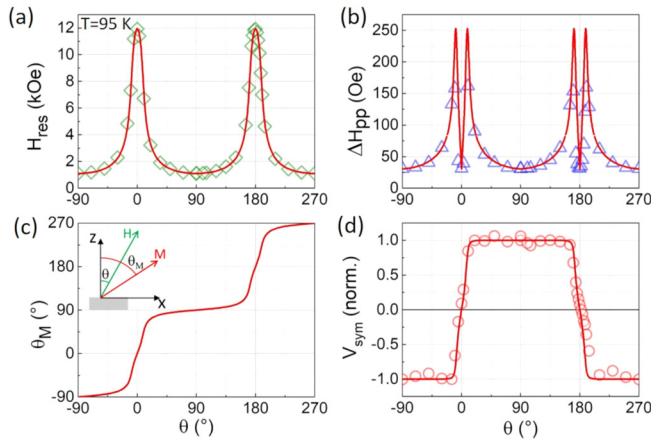 (a)
T=95 K
H_res (kOe)
12
10
8
6
4
2
0
-90 0 90 180 270
(b)
ΔH_pp (Oe)
250
200
150
100
50
0
-90 0 90 180 270
(c)
θ_M (°)
270
180
90
0
-90
z H M
θ θ_M
x
-90 0 90 180 270
θ (°)
(d)
V_sym (norm.)
1.0
0.5
0.0
-0.5
-1.0
-90 0 90 180 270
θ (°)